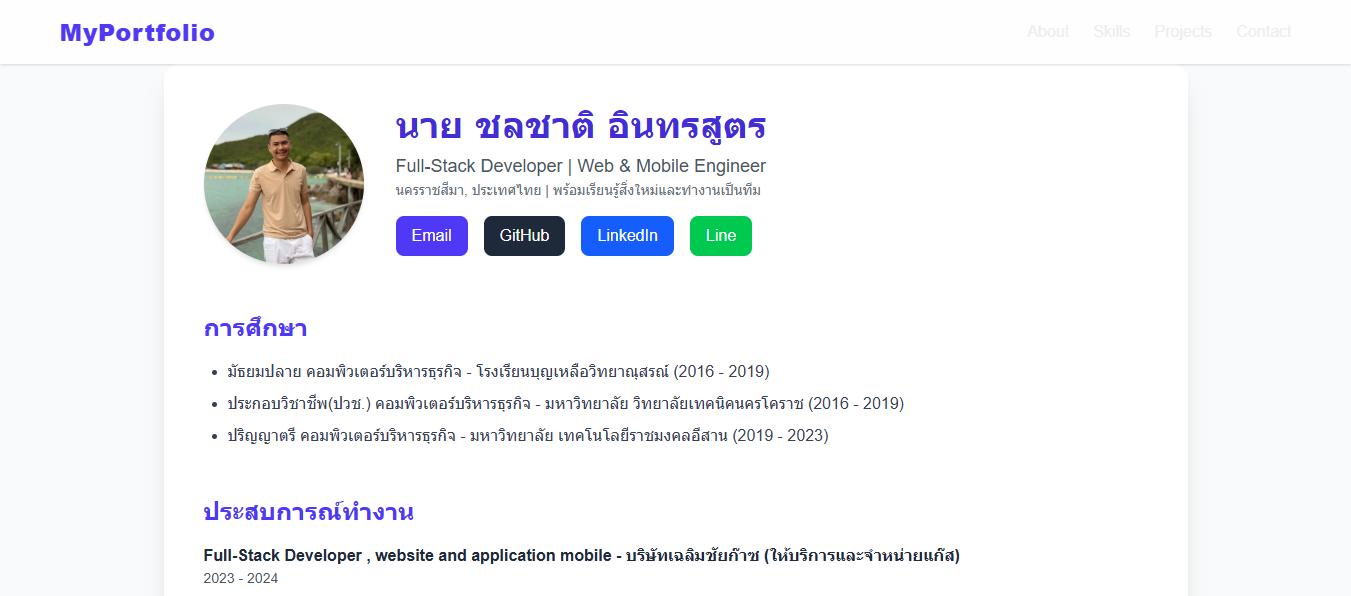 MyPortfolio
About Skills Projects Contact
นาย ชลชาติ อินทรสูตร
Full-Stack Developer | Web & Mobile Engineer
นครราชสีมา, ประเทศไทย | พร้อมเรียนรู้สิ่งใหม่และทำงานเป็นทีม
Email GitHub LinkedIn Line
การศึกษา
• มัธยมปลาย คอมพิวเตอร์บริหารธุรกิจ - โรงเรียนบุญเหลือวิทยาณุสรณ์ (2016 - 2019)
• ประกอบวิชาชีพ(ปวช.) คอมพิวเตอร์บริหารธุรกิจ - มหาวิทยาลัย วิทยาลัยเทคนิคนครโคราช (2016 - 2019)
• ปริญญาตรี คอมพิวเตอร์บริหารธุรกิจ - มหาวิทยาลัย เทคโนโลยีราชมงคลอีสาน (2019 - 2023)
ประสบการณ์ทำงาน
Full-Stack Developer , website and application mobile - บริษัทเฉลิมชัยก๊าซ (ให้บริการและจำหน่ายแก๊ส)
2023 - 2024